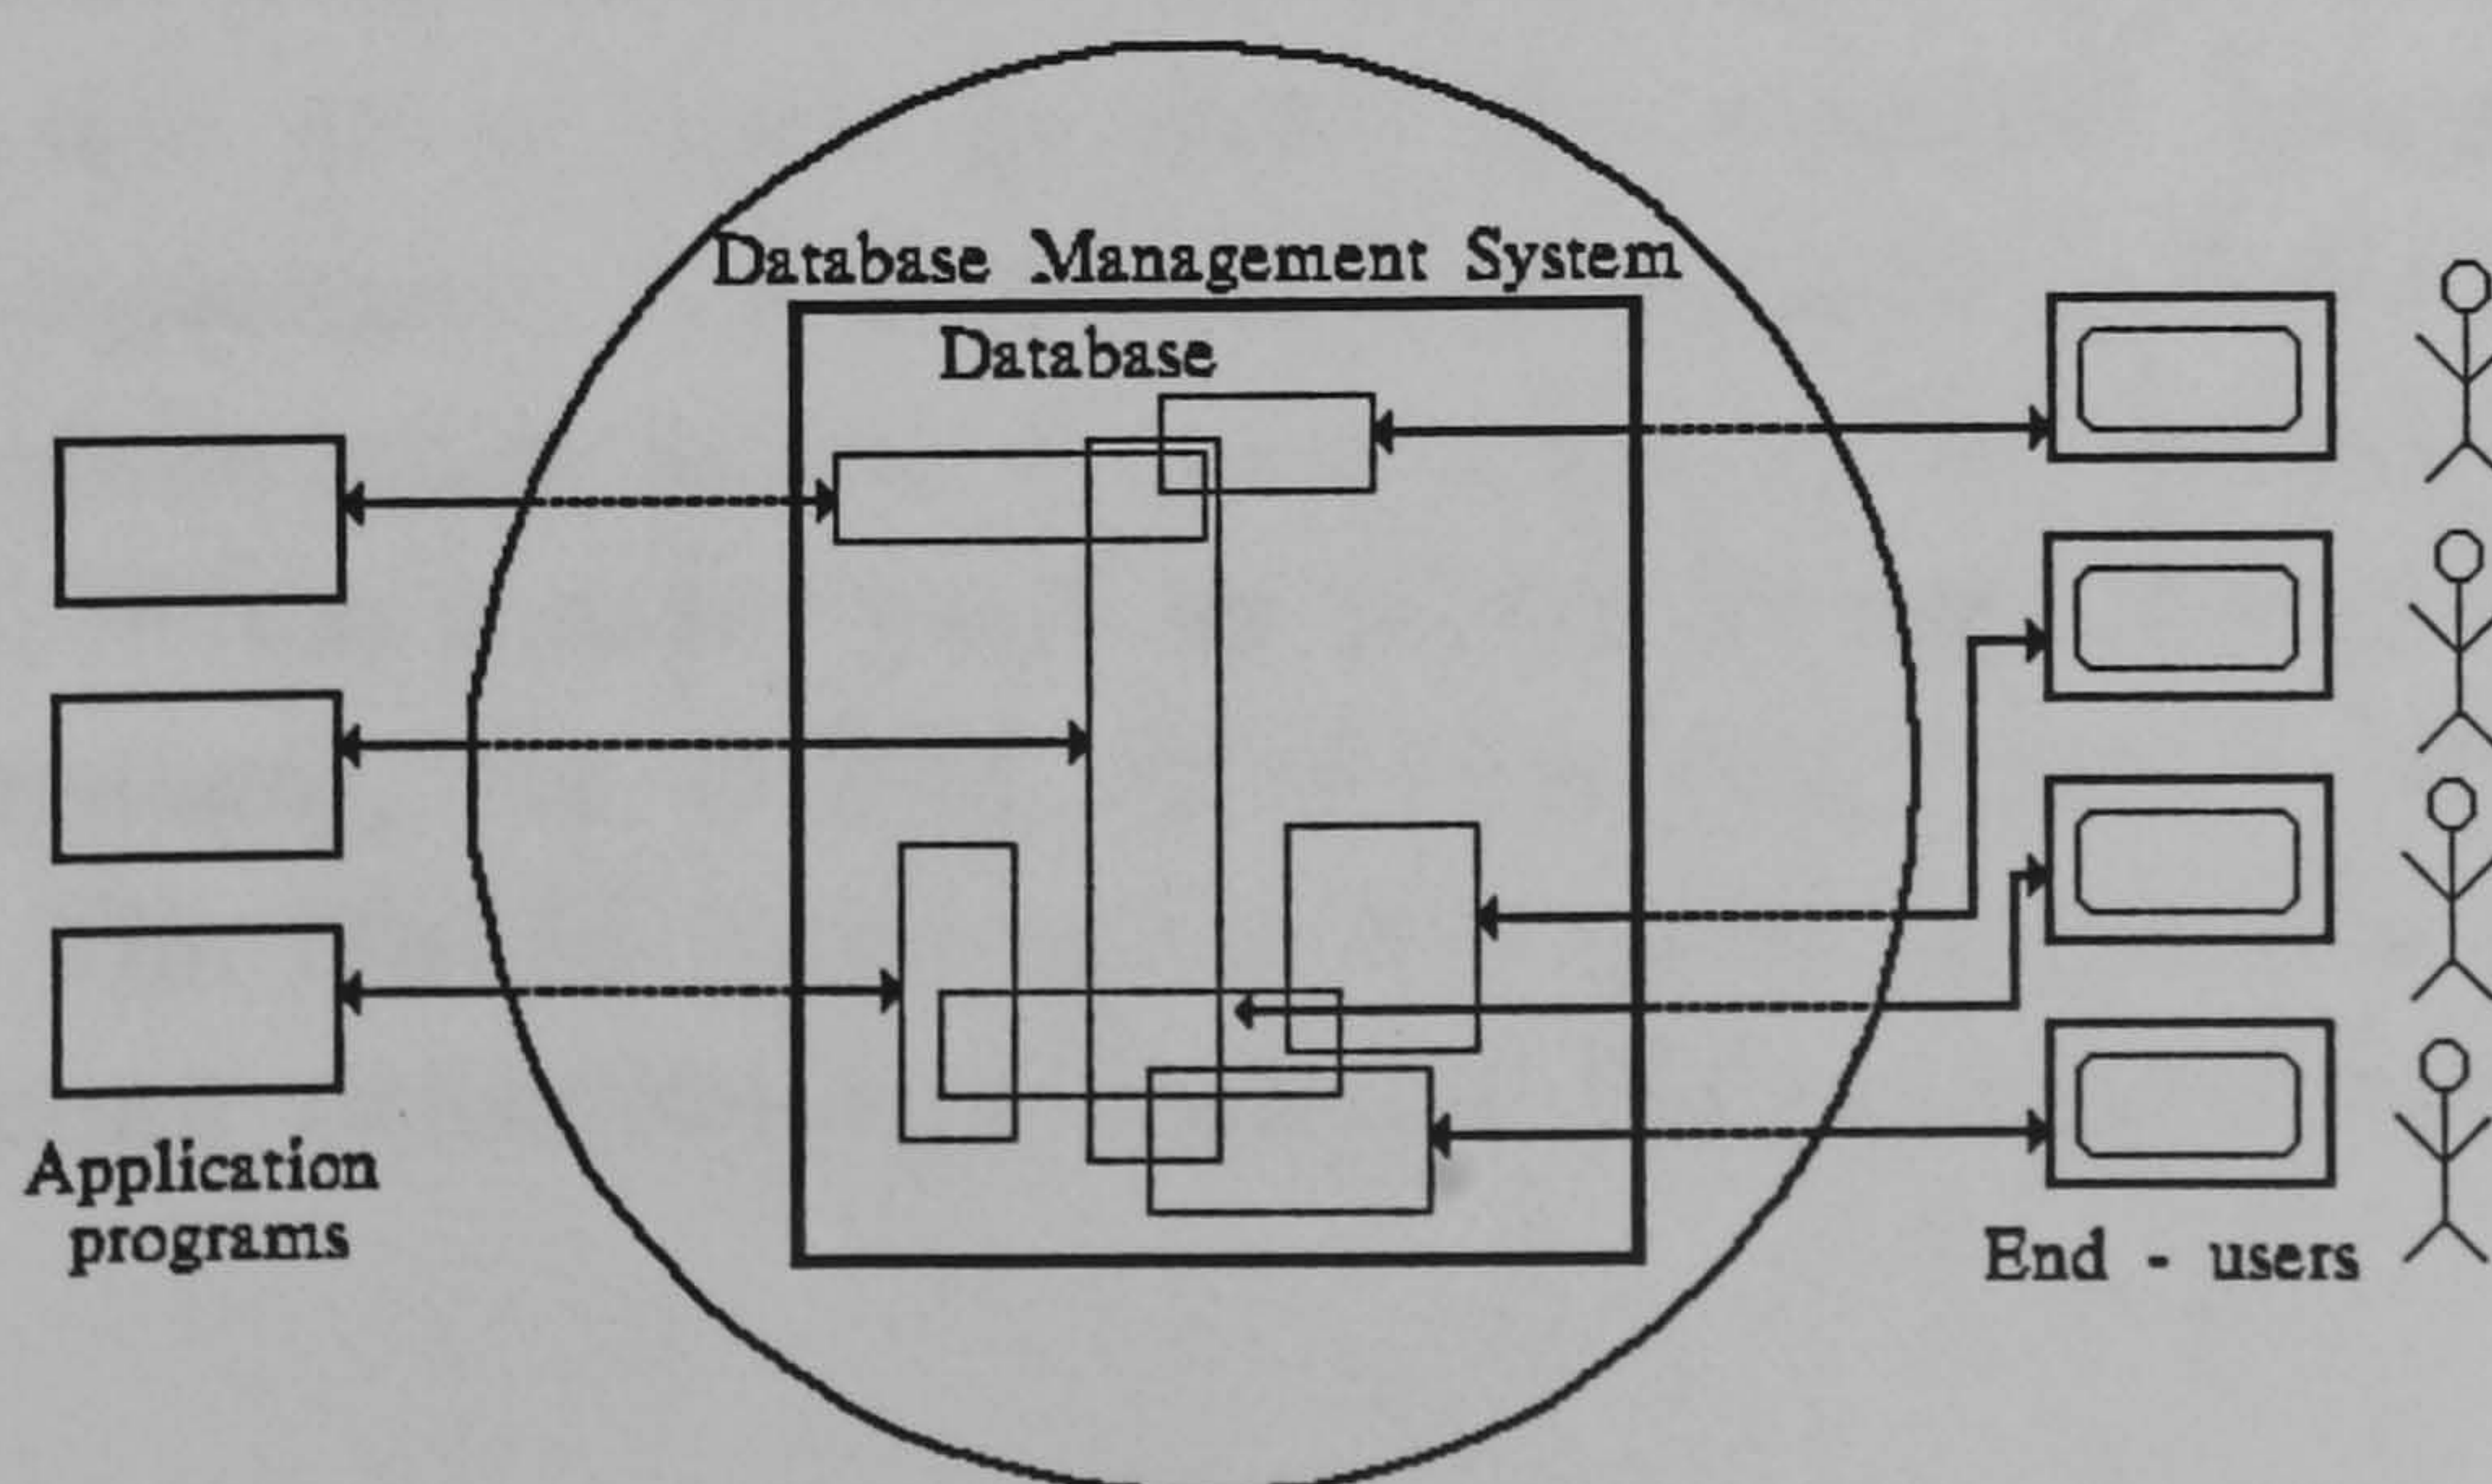 Database Management System
Database
Application
programs
End - users